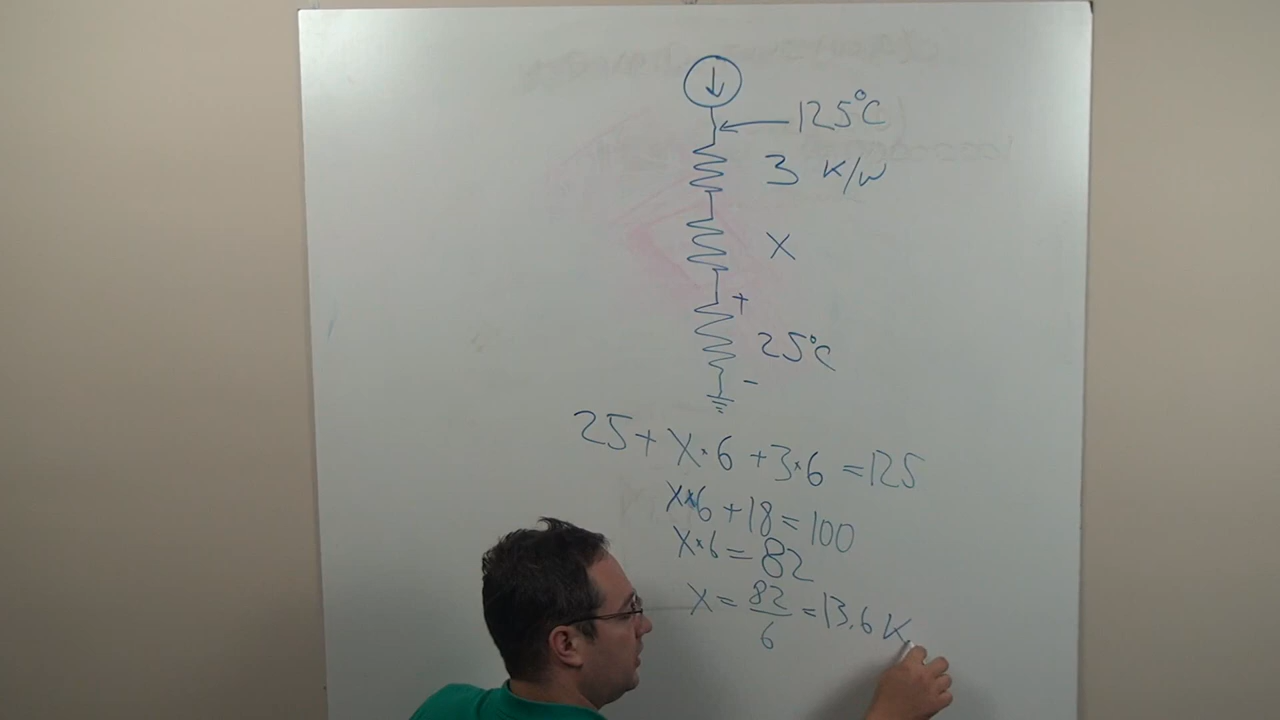 125°C
3 K/W
X
+
25°C
-
25+ X·6 +3×6 =125
X×6 +18= 100
X×6 = 82
X = 82/6 = 13.6 K